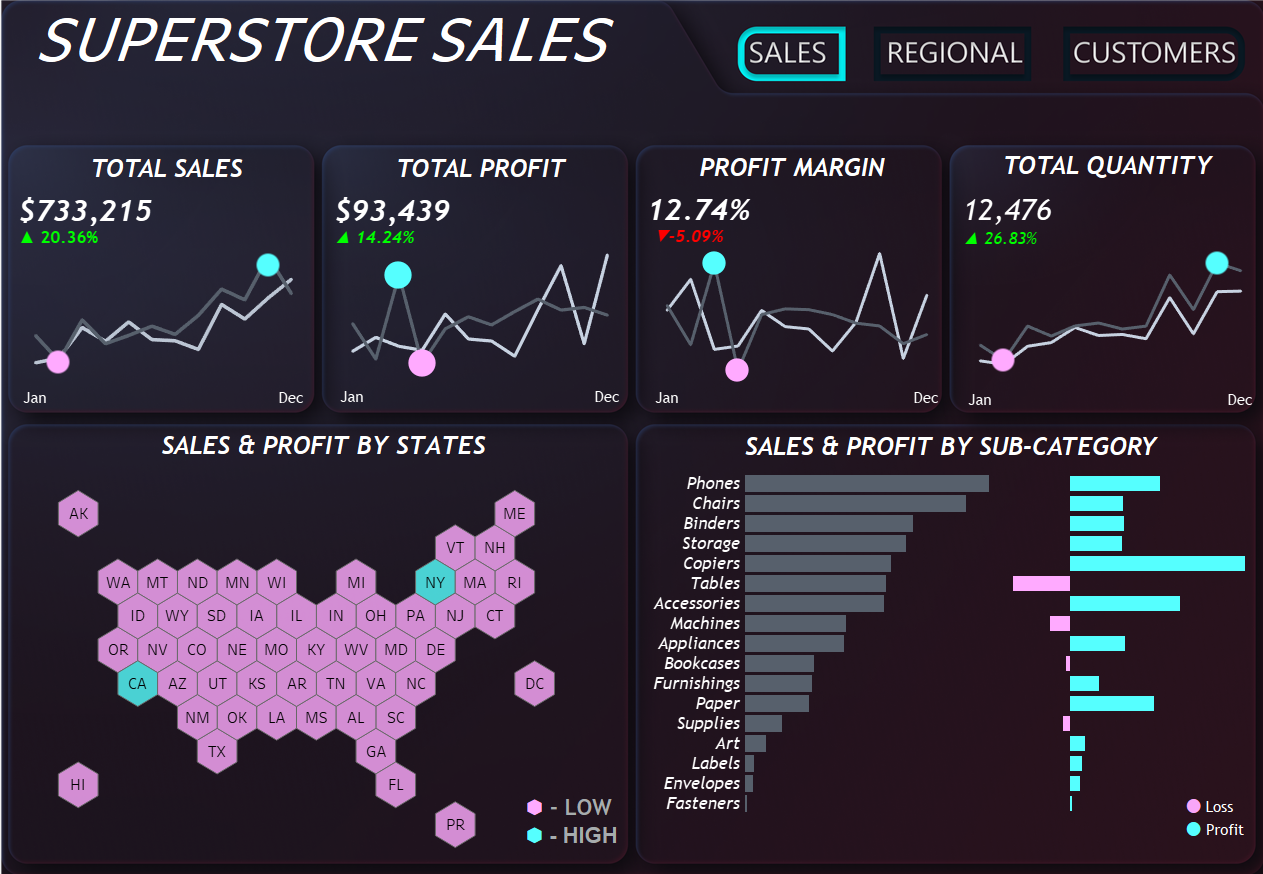 SUPERSTORE SALES
SALES REGIONAL CUSTOMERS
TOTAL SALES
$733,215
▲ 20.36%
Jan Dec
TOTAL PROFIT
$93,439
▲ 14.24%
Jan Dec
PROFIT MARGIN
12.74%
▼-5.09%
Jan Dec
TOTAL QUANTITY
12,476
▲ 26.83%
Jan Dec
SALES & PROFIT BY STATES
AK ME
VT NH
WA MT ND MN WI MI NY MA RI
ID WY SD IA IL IN OH PA NJ CT
OR NV CO NE MO KY WV MD DE
CA AZ UT KS AR TN VA NC DC
NM OK LA MS AL SC
TX GA
HI FL
PR
- LOW
- HIGH
SALES & PROFIT BY SUB-CATEGORY
Phones
Chairs
Binders
Storage
Copiers
Tables
Accessories
Machines
Appliances
Bookcases
Furnishings
Paper
Supplies
Art
Labels
Envelopes
Fasteners
Loss
Profit